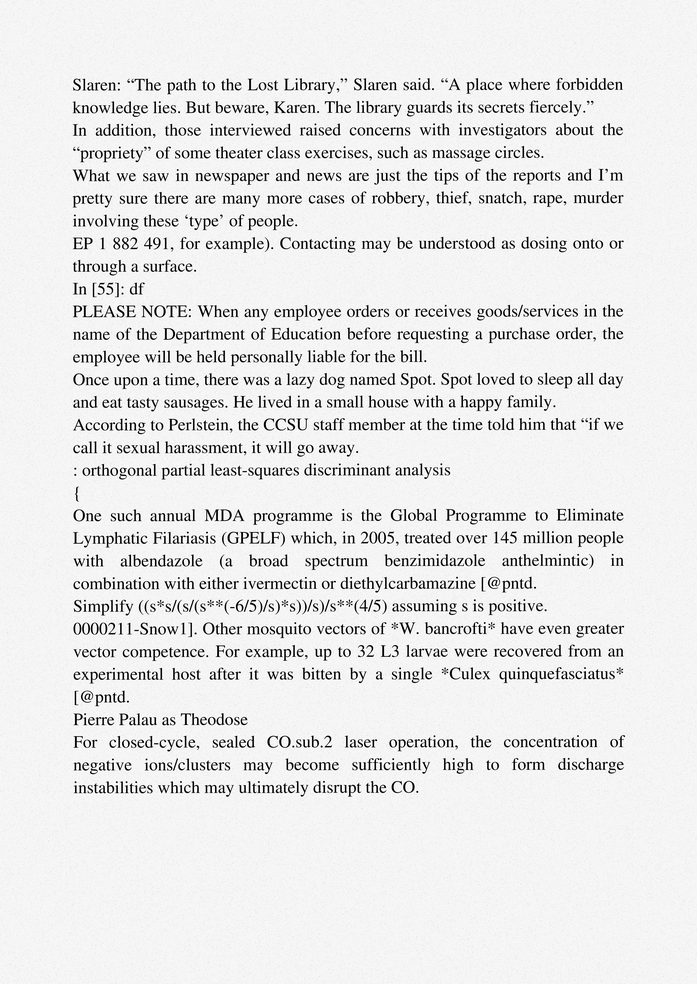 Slaren: “The path to the Lost Library,” Slaren said. “A place where forbidden
knowledge lies. But beware, Karen. The library guards its secrets fiercely.”
In addition, those interviewed raised concerns with investigators about the
“propriety” of some theater class exercises, such as massage circles.
What we saw in newspaper and news are just the tips of the reports and I’m
pretty sure there are many more cases of robbery, thief, snatch, rape, murder
involving these ‘type’ of people.
EP 1 882 491, for example). Contacting may be understood as dosing onto or
through a surface.
In [55]: df
PLEASE NOTE: When any employee orders or receives goods/services in the
name of the Department of Education before requesting a purchase order, the
employee will be held personally liable for the bill.
Once upon a time, there was a lazy dog named Spot. Spot loved to sleep all day
and eat tasty sausages. He lived in a small house with a happy family.
According to Perlstein, the CCSU staff member at the time told him that “if we
call it sexual harassment, it will go away.
: orthogonal partial least-squares discriminant analysis
{
One such annual MDA programme is the Global Programme to Eliminate
Lymphatic Filariasis (GPELF) which, in 2005, treated over 145 million people
with albendazole (a broad spectrum benzimidazole anthelmintic) in
combination with either ivermectin or diethylcarbamazine [@pntd.
Simplify ((s*s/(s/(s**(-6/5)/s)*s))/s)/s**(4/5) assuming s is positive.
0000211-Snow1]. Other mosquito vectors of *W. bancrofti* have even greater
vector competence. For example, up to 32 L3 larvae were recovered from an
experimental host after it was bitten by a single *Culex quinquefasciatus*
[@pntd.
Pierre Palau as Theodose
For closed-cycle, sealed CO.sub.2 laser operation, the concentration of
negative ions/clusters may become sufficiently high to form discharge
instabilities which may ultimately disrupt the CO.